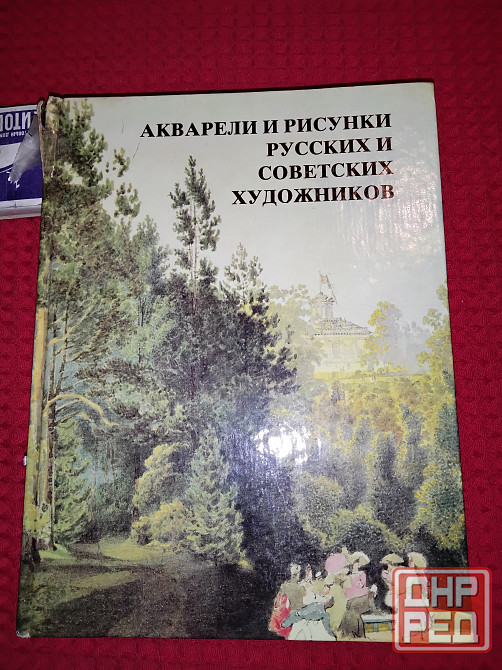 АКВАРЕЛИ И РИСУНКИ
РУССКИХ И
СОВЕТСКИХ
ХУДОЖНИКОВ
ДНР
РЕД